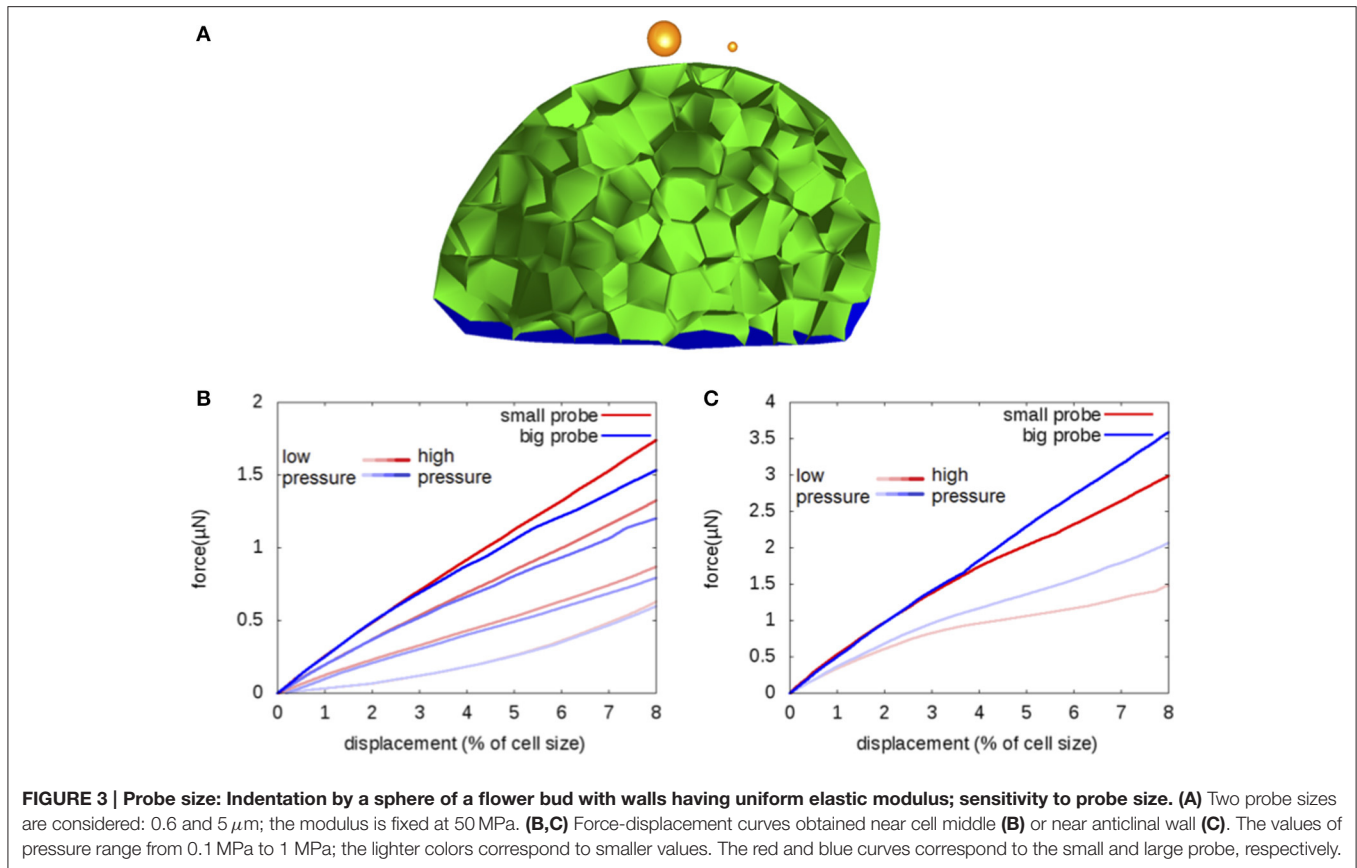 A
B
2
1.5
1
0.5
0
force(µN)
small probe
big probe
low high
pressure pressure
0 1 2 3 4 5 6 7 8
displacement (% of cell size)
C
4
3.5
3
2.5
2
1.5
1
0.5
0
force(µN)
small probe
big probe
low high
pressure pressure
0 1 2 3 4 5 6 7 8
displacement (% of cell size)
FIGURE 3 | Probe size: Indentation by a sphere of a flower bud with walls having uniform elastic modulus; sensitivity to probe size. (A) Two probe sizes
are considered: 0.6 and 5 µm; the modulus is fixed at 50 MPa. (B,C) Force-displacement curves obtained near cell middle (B) or near anticlinal wall (C). The values of
pressure range from 0.1 MPa to 1 MPa; the lighter colors correspond to smaller values. The red and blue curves correspond to the small and large probe, respectively.